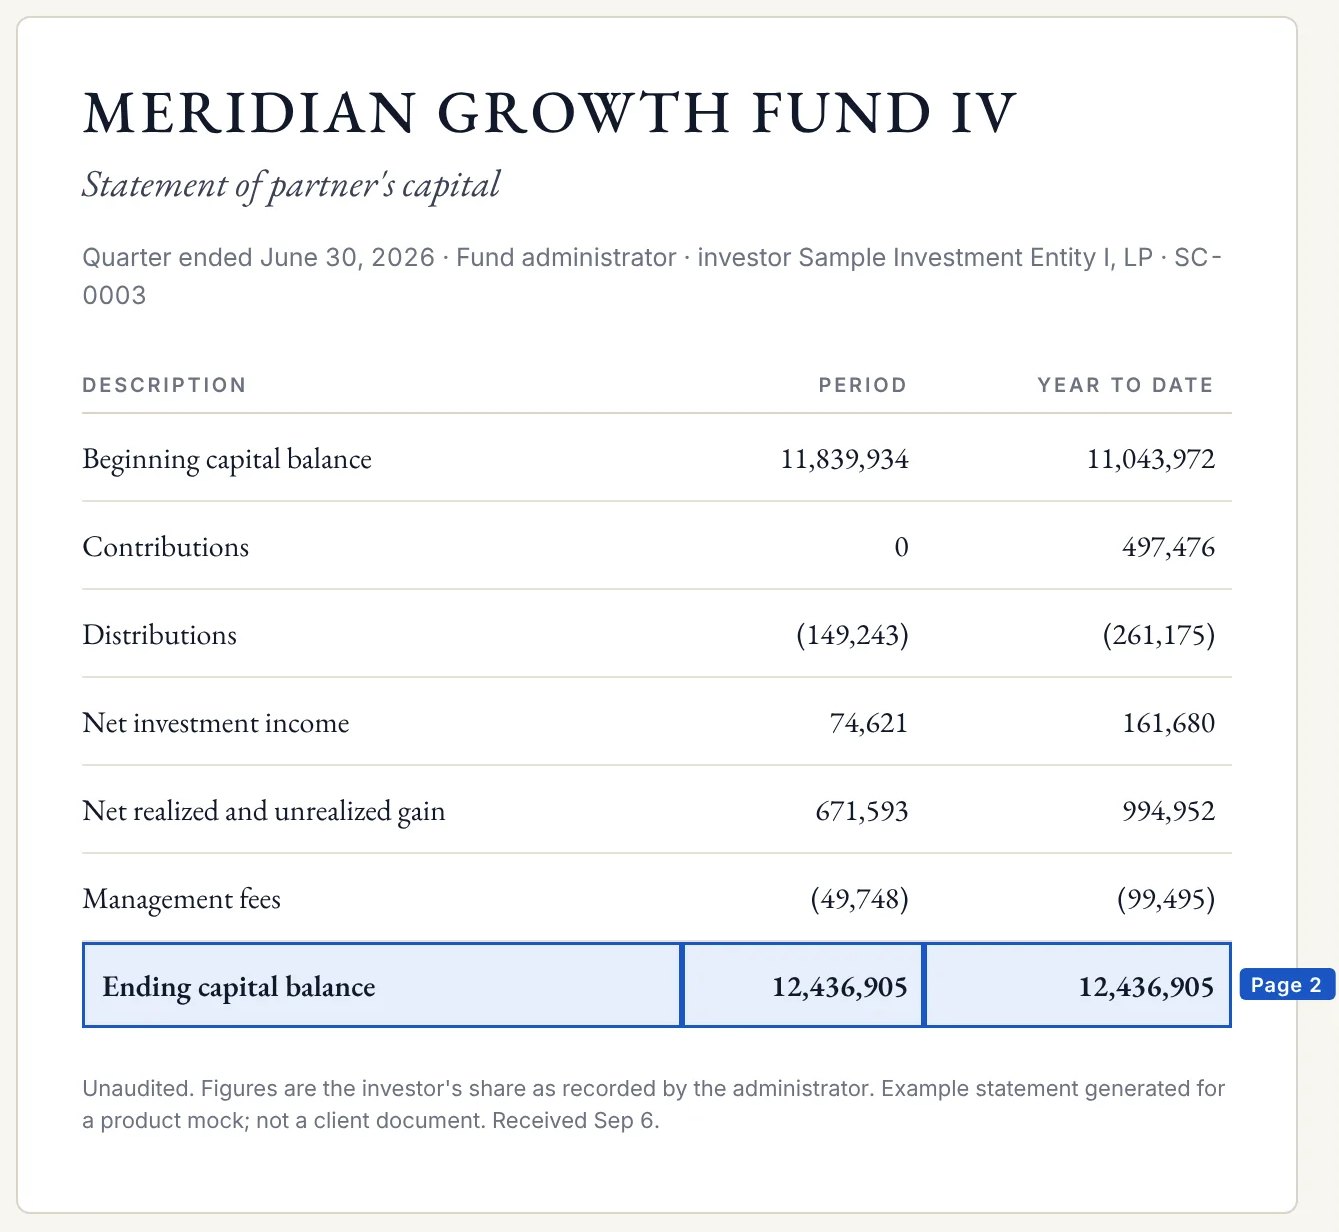 MERIDIAN GROWTH FUND IV
Statement of partner's capital
Quarter ended June 30, 2026 · Fund administrator · investor Sample Investment Entity I, LP · SC-
0003
DESCRIPTION PERIOD YEAR TO DATE
Beginning capital balance 11,839,934 11,043,972
Contributions 0 497,476
Distributions (149,243) (261,175)
Net investment income 74,621 161,680
Net realized and unrealized gain 671,593 994,952
Management fees (49,748) (99,495)
Ending capital balance 12,436,905 12,436,905 Page 2
Unaudited. Figures are the investor's share as recorded by the administrator. Example statement generated for
a product mock; not a client document. Received Sep 6.